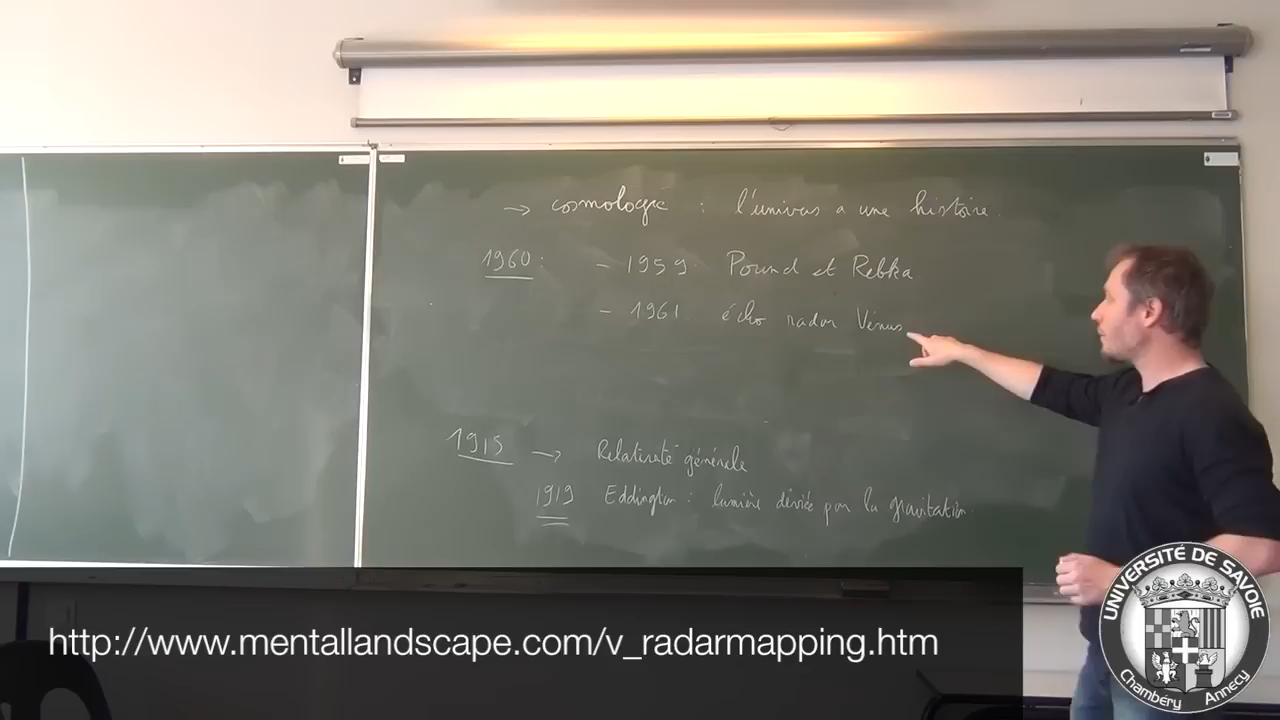 → cosmologie : l'univers a une histoire.
1960 : - 1959. Pound et Rebka
- 1961. écho radar Vénus
1915 → Relativité générale
1919 Eddington : lumière déviée par la gravitation.
http://www.mentallandscape.com/v_radarmapping.htm
UNIVERSITÉ DE SAVOIE
Chambéry Annecy